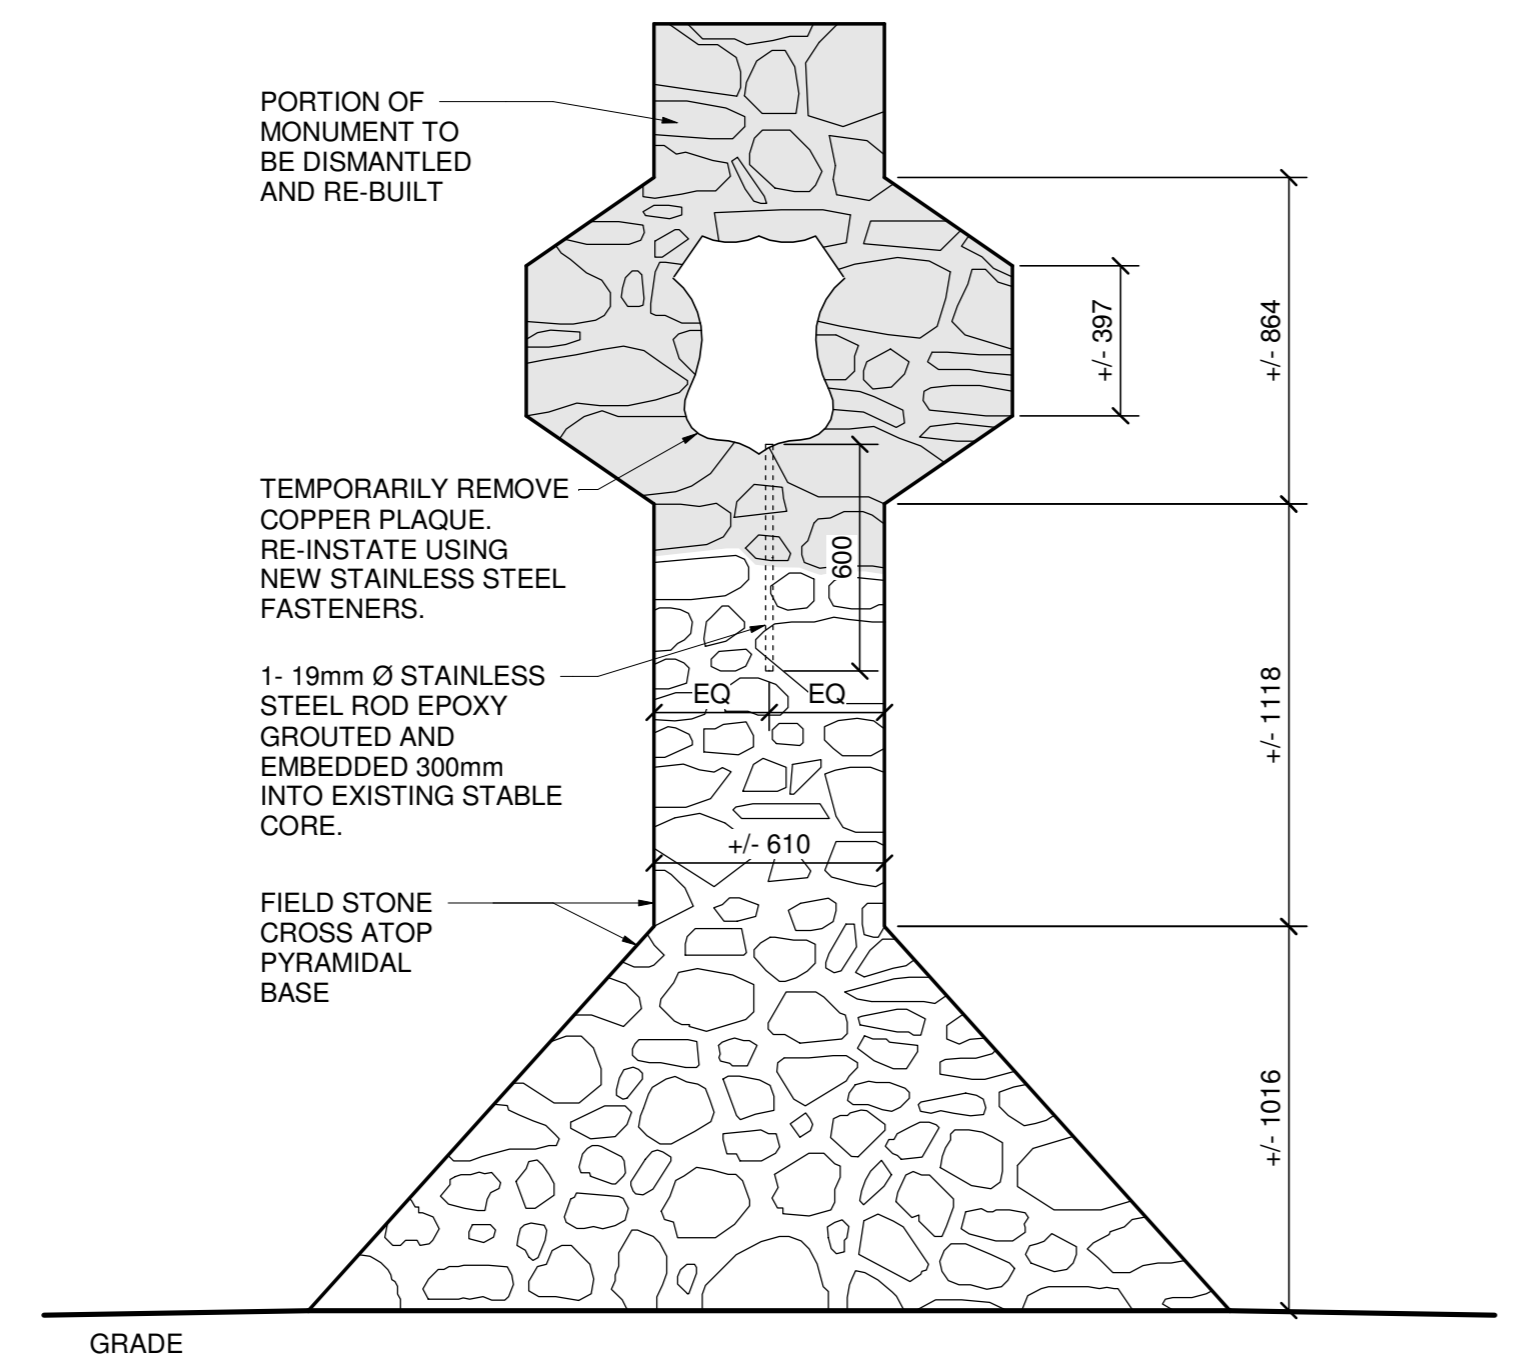 PORTION OF
MONUMENT TO
BE DISMANTLED
AND RE-BUILT
+/- 397
+/- 864
TEMPORARILY REMOVE
COPPER PLAQUE.
RE-INSTATE USING
NEW STAINLESS STEEL
FASTENERS.
600
1- 19mm Ø STAINLESS
STEEL ROD EPOXY
GROUTED AND
EMBEDDED 300mm
INTO EXISTING STABLE
CORE.
EQ EQ
+/- 1118
+/- 610
FIELD STONE
CROSS ATOP
PYRAMIDAL
BASE
+/- 1016
GRADE